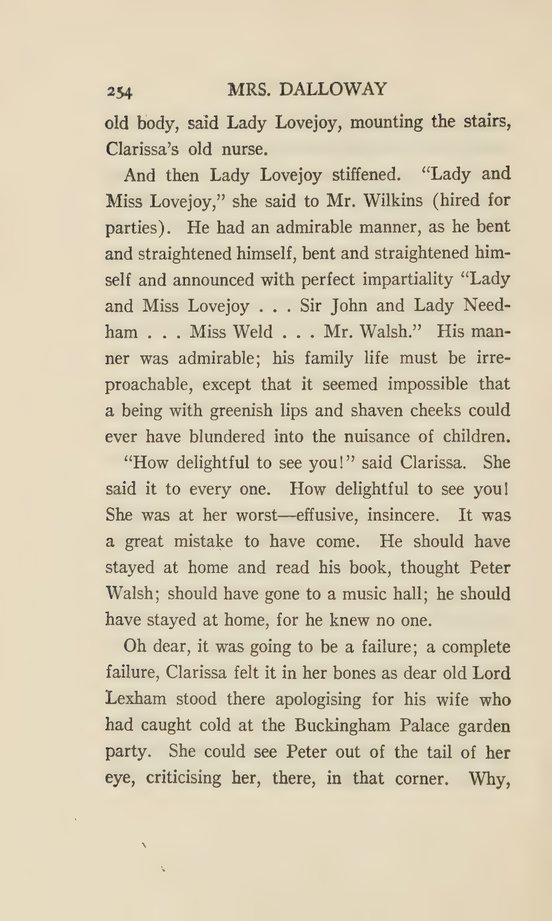 254 MRS. DALLOWAY
old body, said Lady Lovejoy, mounting the stairs,
Clarissa's old nurse.
And then Lady Lovejoy stiffened. "Lady and
Miss Lovejoy," she said to Mr. Wilkins (hired for
parties). He had an admirable manner, as he bent
and straightened himself, bent and straightened him-
self and announced with perfect impartiality "Lady
and Miss Lovejoy . . . Sir John and Lady Need-
ham . . . Miss Weld . . . Mr. Walsh." His man-
ner was admirable; his family life must be irre-
proachable, except that it seemed impossible that
a being with greenish lips and shaven cheeks could
ever have blundered into the nuisance of children.
"How delightful to see you!" said Clarissa. She
said it to every one. How delightful to see you!
She was at her worst—effusive, insincere. It was
a great mistake to have come. He should have
stayed at home and read his book, thought Peter
Walsh; should have gone to a music hall; he should
have stayed at home, for he knew no one.
Oh dear, it was going to be a failure; a complete
failure, Clarissa felt it in her bones as dear old Lord
Lexham stood there apologising for his wife who
had caught cold at the Buckingham Palace garden
party. She could see Peter out of the tail of her
eye, criticising her, there, in that corner. Why,